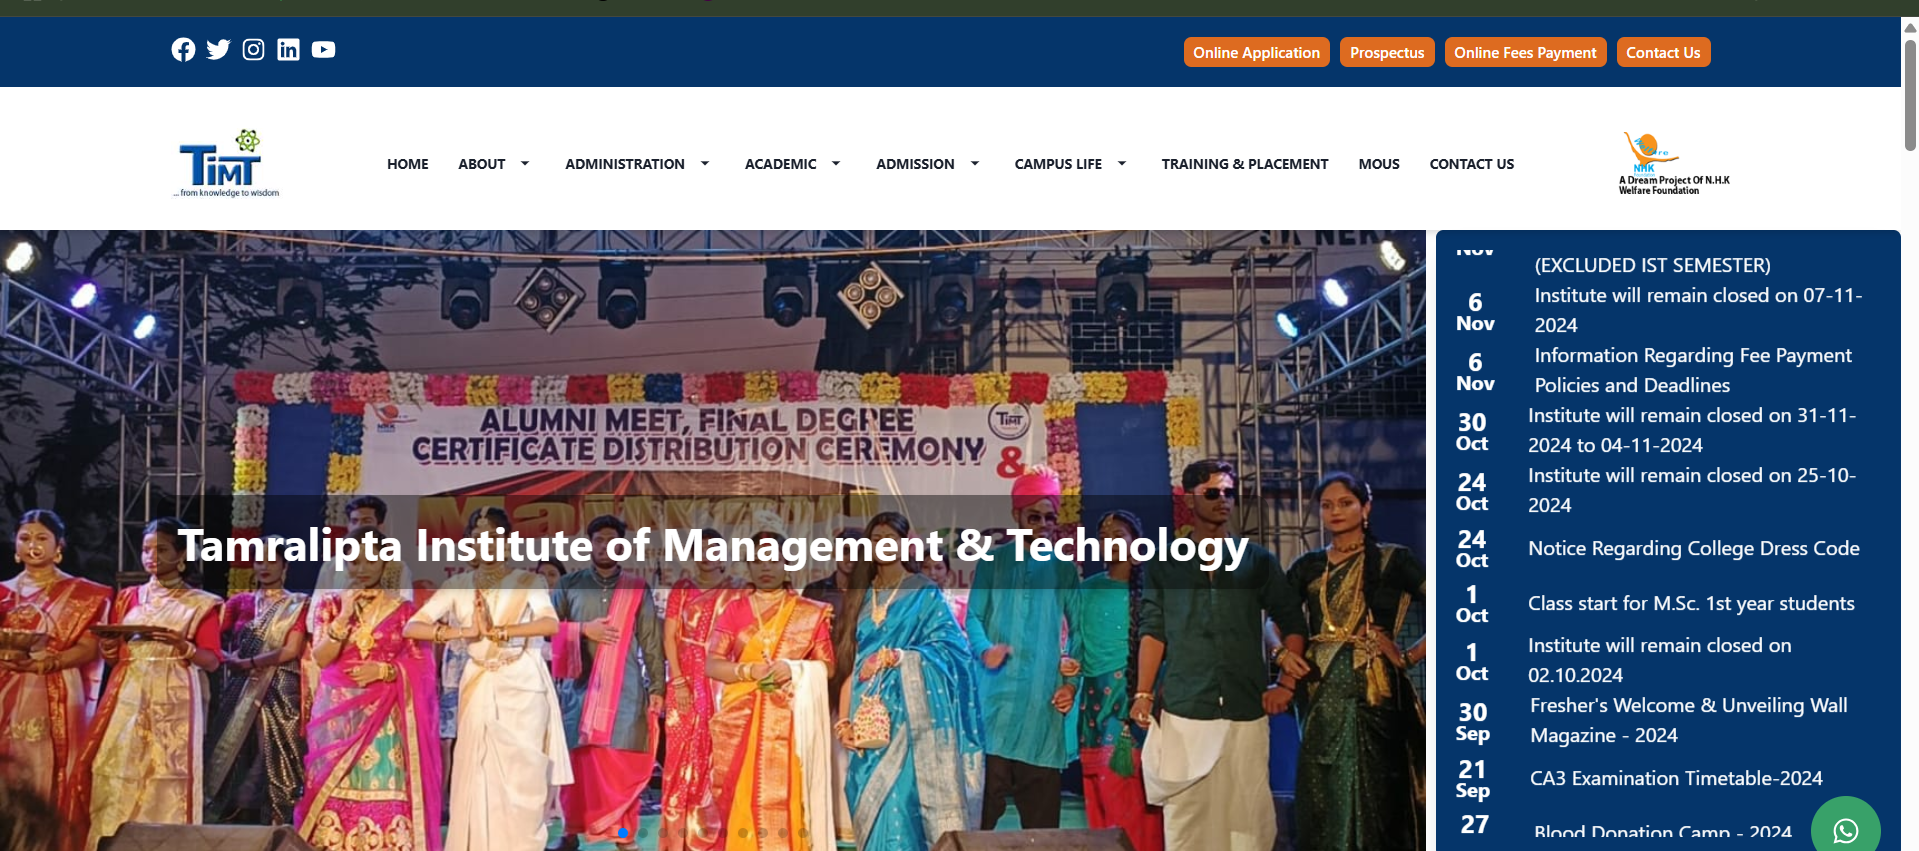 Online Application
Prospectus
Online Fees Payment
Contact Us
TiMT
... from knowledge to wisdom
HOME
ABOUT
ADMINISTRATION
ACADEMIC
ADMISSION
CAMPUS LIFE
TRAINING & PLACEMENT
MOUS
CONTACT US
NHK
A Dream Project Of N.H.K
Welfare Foundation
ALUMNI MEET, FINAL DEGREE
CERTIFICATE DISTRIBUTION CEREMONY
&
TiMT
NHK
Tamralipta Institute of Management & Technology
Nov
(EXCLUDED IST SEMESTER)
6
Nov
Institute will remain closed on 07-11-
2024
6
Nov
Information Regarding Fee Payment
Policies and Deadlines
30
Oct
Institute will remain closed on 31-11-
2024 to 04-11-2024
24
Oct
Institute will remain closed on 25-10-
2024
24
Oct
Notice Regarding College Dress Code
1
Oct
Class start for M.Sc. 1st year students
1
Oct
Institute will remain closed on
02.10.2024
30
Sep
Fresher's Welcome & Unveiling Wall
Magazine - 2024
21
Sep
CA3 Examination Timetable-2024
27
Blood Donation Camp - 2024